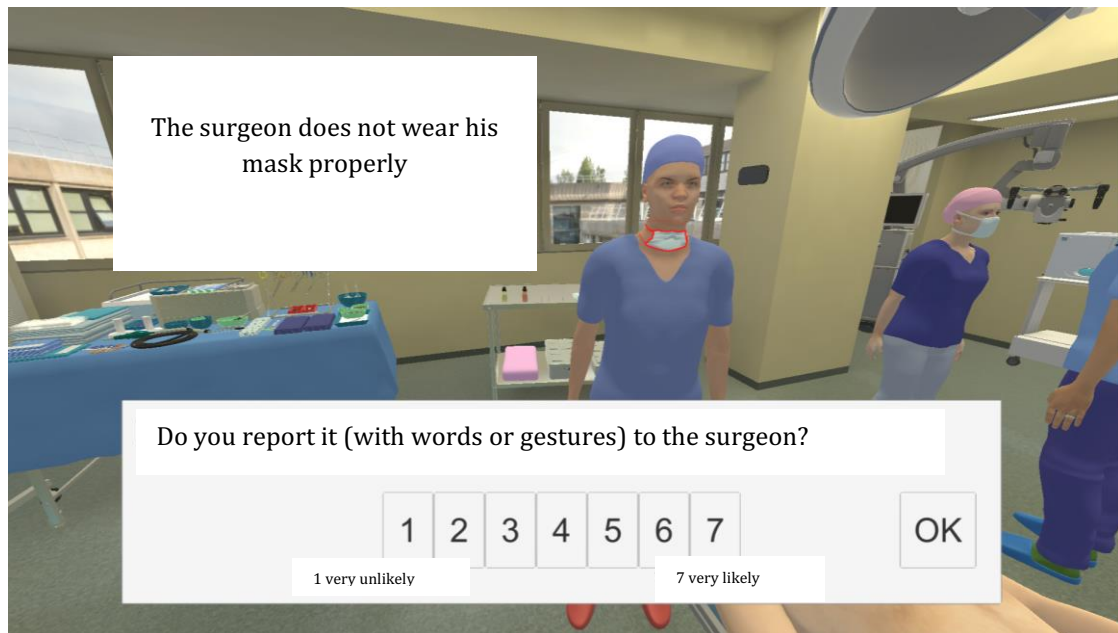 The surgeon does not wear his
mask properly
Do you report it (with words or gestures) to the surgeon?
1 2 3 4 5 6 7 OK
1 very unlikely 7 very likely